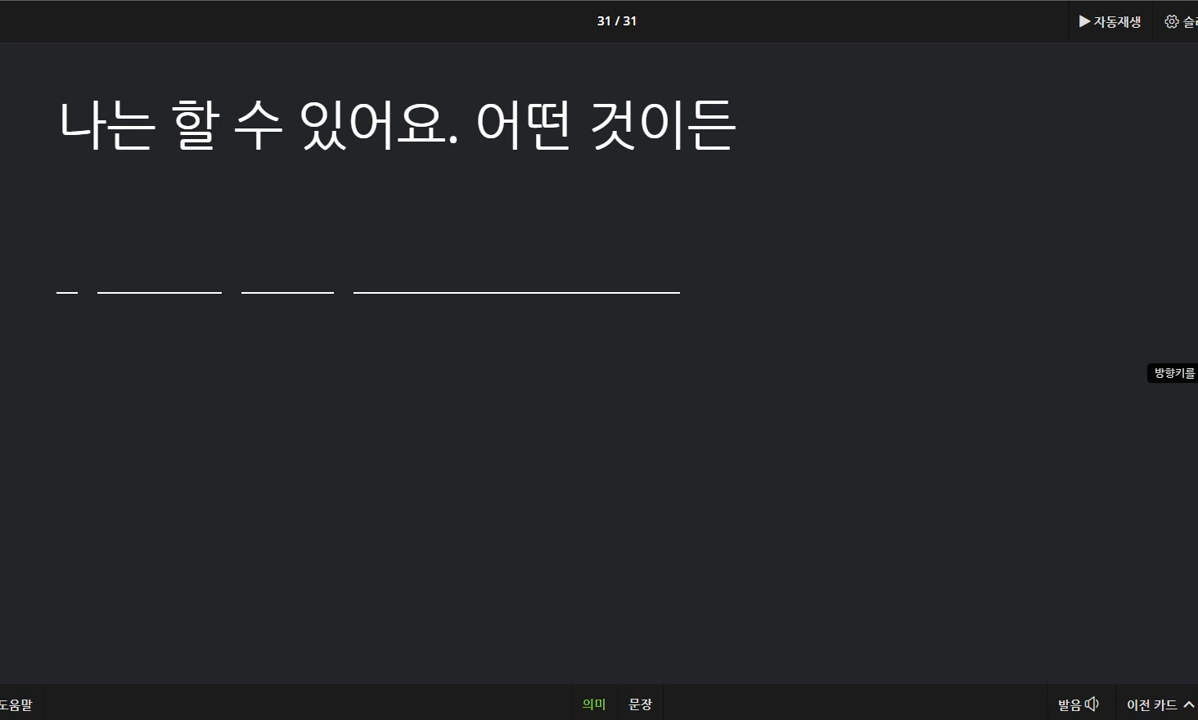 31 / 31
▶ 자동재생
나는 할 수 있어요. 어떤 것이든
방향키를
도움말
의미
문장
발음
이전 카드